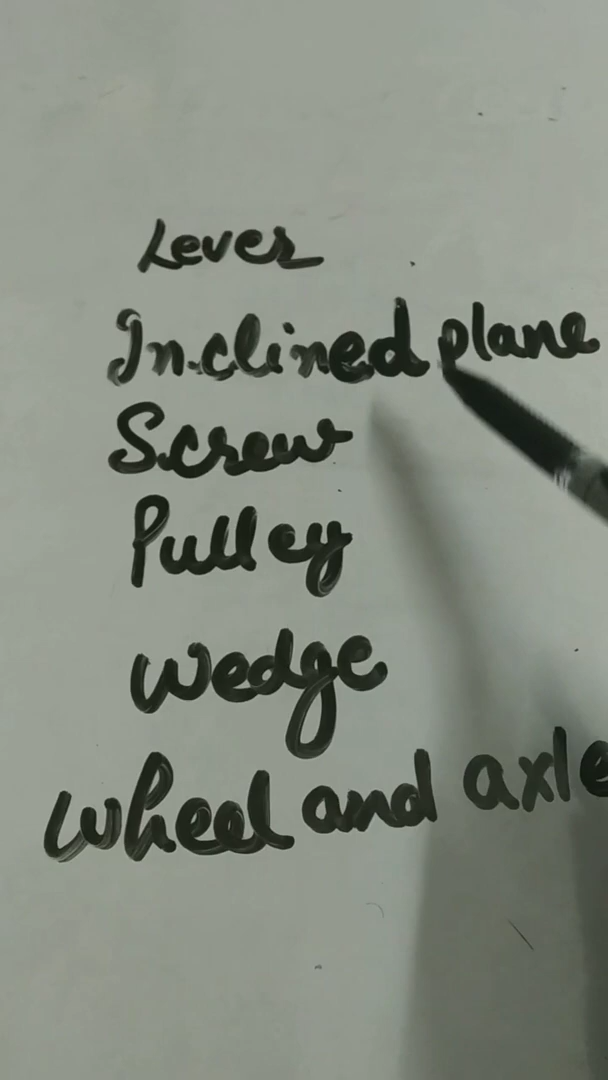 Lever
Inclined plane
Screw
Pulley
Wedge
Wheel and axle